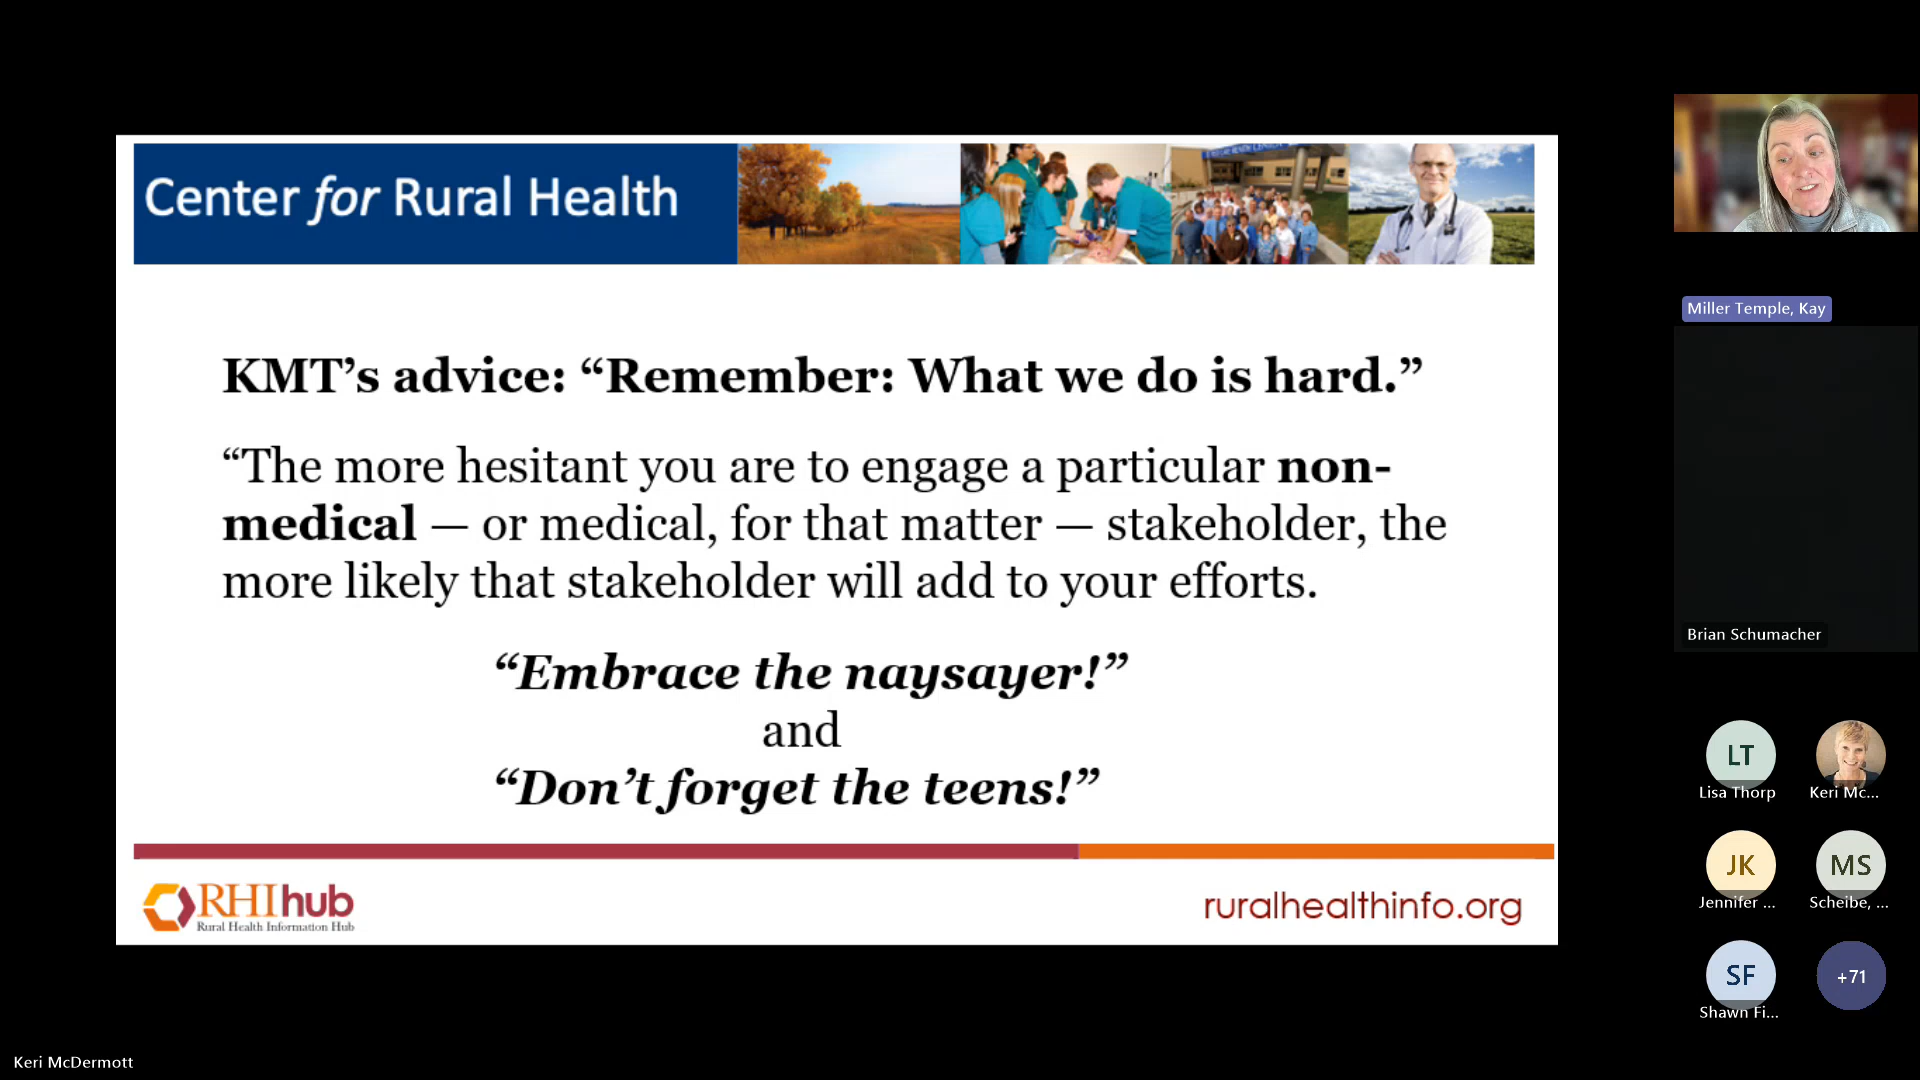 Center for Rural Health
KMT’s advice: “Remember: What we do is hard.”
“The more hesitant you are to engage a particular non-
medical — or medical, for that matter — stakeholder, the
more likely that stakeholder will add to your efforts.
“Embrace the naysayer!”
and
“Don’t forget the teens!”
RHIhub
Rural Health Information Hub
ruralhealthinfo.org
Miller Temple, Kay
Brian Schumacher
LT
Lisa Thorp
Keri Mc...
JK
Jennifer ...
MS
Scheibe, ...
SF
Shawn Fi...
+71
Keri McDermott